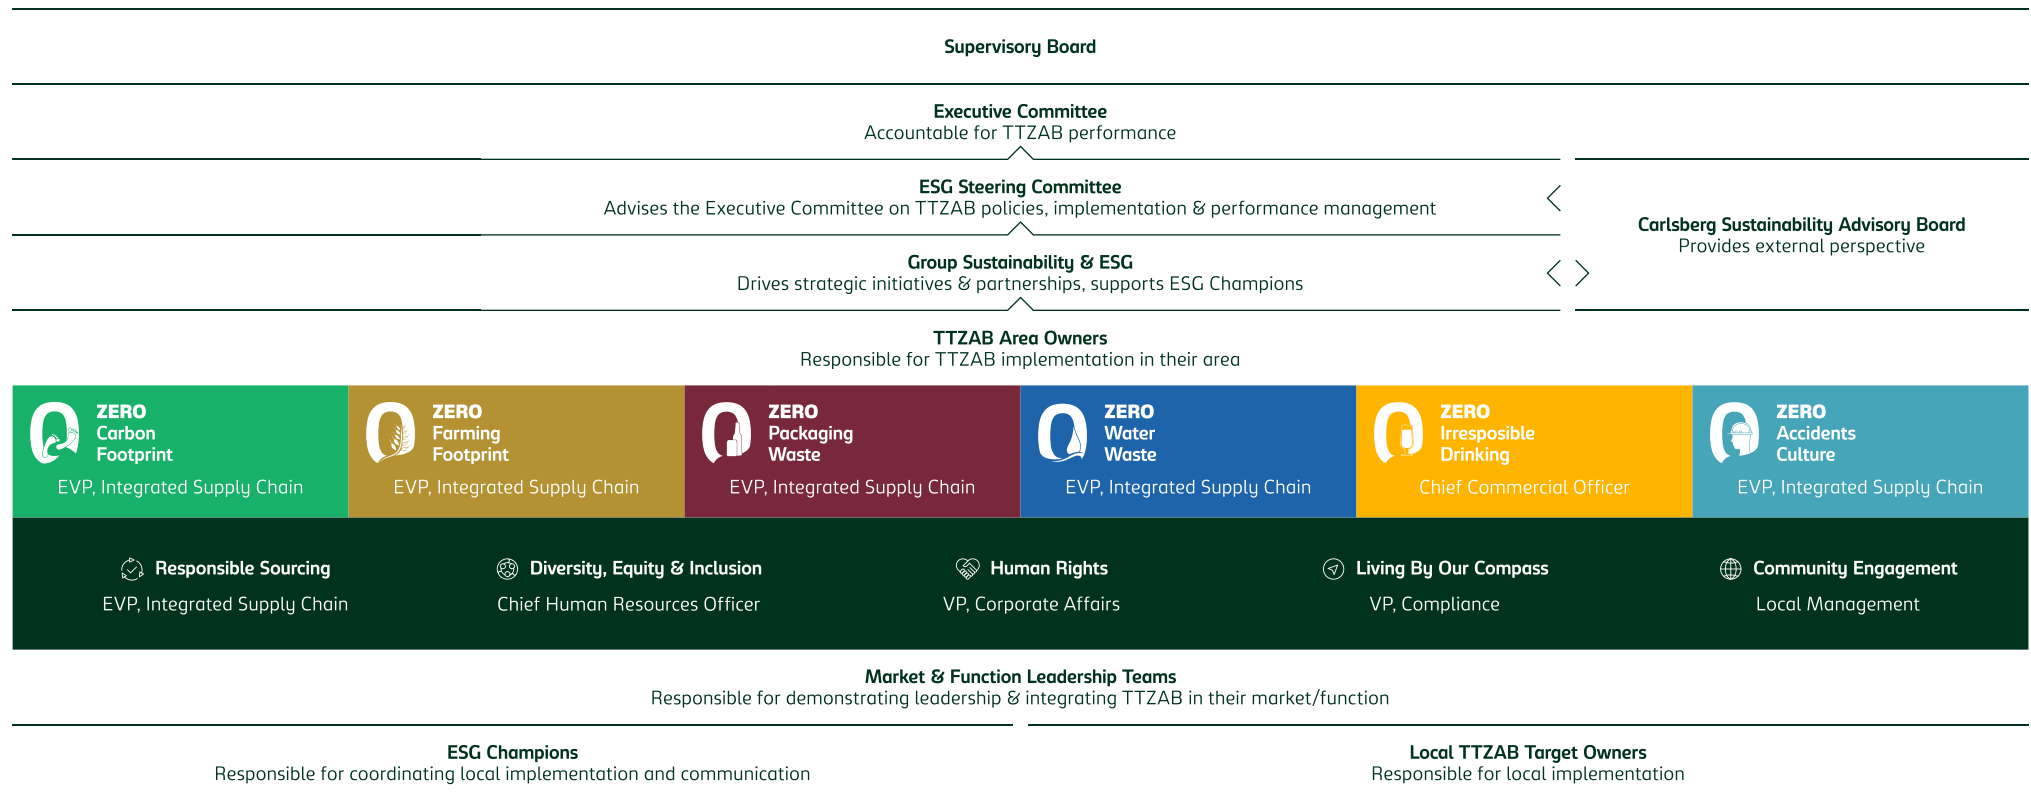 Supervisory Board
Executive Committee
Accountable for TTZAB performance
ESG Steering Committee
Advises the Executive Committee on TTZAB policies, implementation & performance management
Group Sustainability & ESG
Drives strategic initiatives & partnerships, supports ESG Champions
Carlsberg Sustainability Advisory Board
Provides external perspective
TTZAB Area Owners
Responsible for TTZAB implementation in their area
ZERO
Carbon
Footprint
EVP, Integrated Supply Chain
ZERO
Farming
Footprint
EVP, Integrated Supply Chain
ZERO
Packaging
Waste
EVP, Integrated Supply Chain
ZERO
Water
Waste
EVP, Integrated Supply Chain
ZERO
Irresposible
Drinking
Chief Commercial Officer
ZERO
Accidents
Culture
EVP, Integrated Supply Chain
Responsible Sourcing
EVP, Integrated Supply Chain
Diversity, Equity & Inclusion
Chief Human Resources Officer
Human Rights
VP, Corporate Affairs
Living By Our Compass
VP, Compliance
Community Engagement
Local Management
Market & Function Leadership Teams
Responsible for demonstrating leadership & integrating TTZAB in their market/function
ESG Champions
Responsible for coordinating local implementation and communication
Local TTZAB Target Owners
Responsible for local implementation